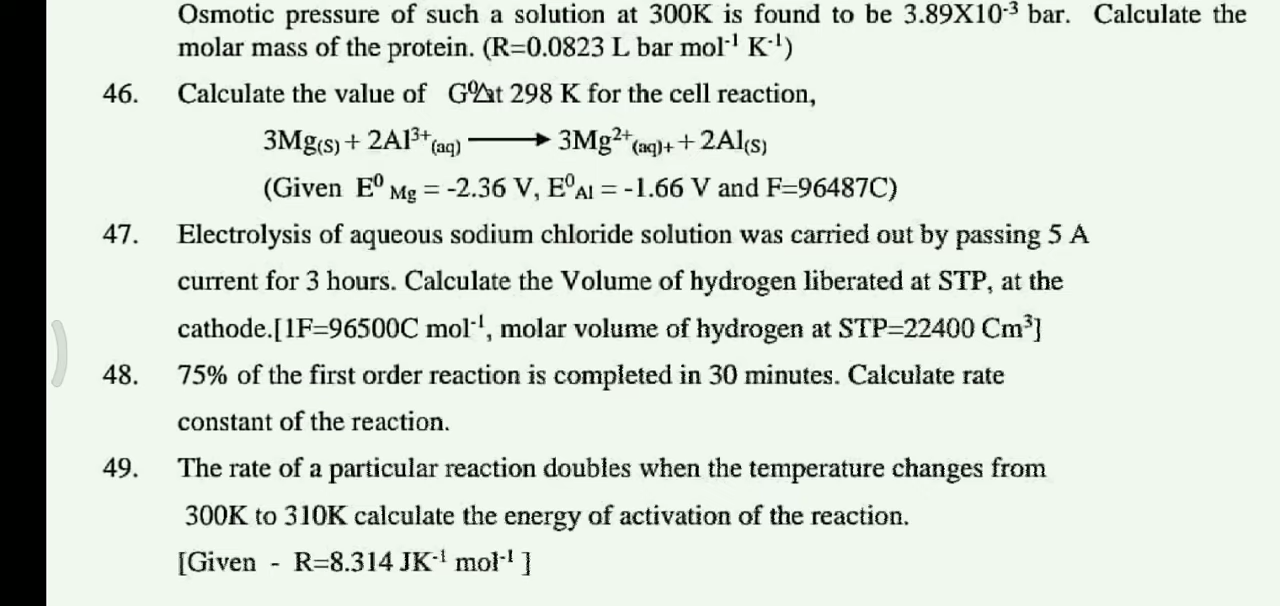 Osmotic pressure of such a solution at 300K is found to be 3.89X10⁻³ bar. Calculate the
molar mass of the protein. (R=0.0823 L bar mol⁻¹ K⁻¹)
46. Calculate the value of G⁰Δat 298 K for the cell reaction,
3Mg(S) + 2Al³⁺(aq) ⟶ 3Mg²⁺(aq)+ + 2Al(S)
(Given E⁰ Mg = -2.36 V, E⁰Al = -1.66 V and F=96487C)
47. Electrolysis of aqueous sodium chloride solution was carried out by passing 5 A
current for 3 hours. Calculate the Volume of hydrogen liberated at STP, at the
cathode.[1F=96500C mol⁻¹, molar volume of hydrogen at STP=22400 Cm³]
48. 75% of the first order reaction is completed in 30 minutes. Calculate rate
constant of the reaction.
49. The rate of a particular reaction doubles when the temperature changes from
300K to 310K calculate the energy of activation of the reaction.
[Given - R=8.314 JK⁻¹ mol⁻¹ ]